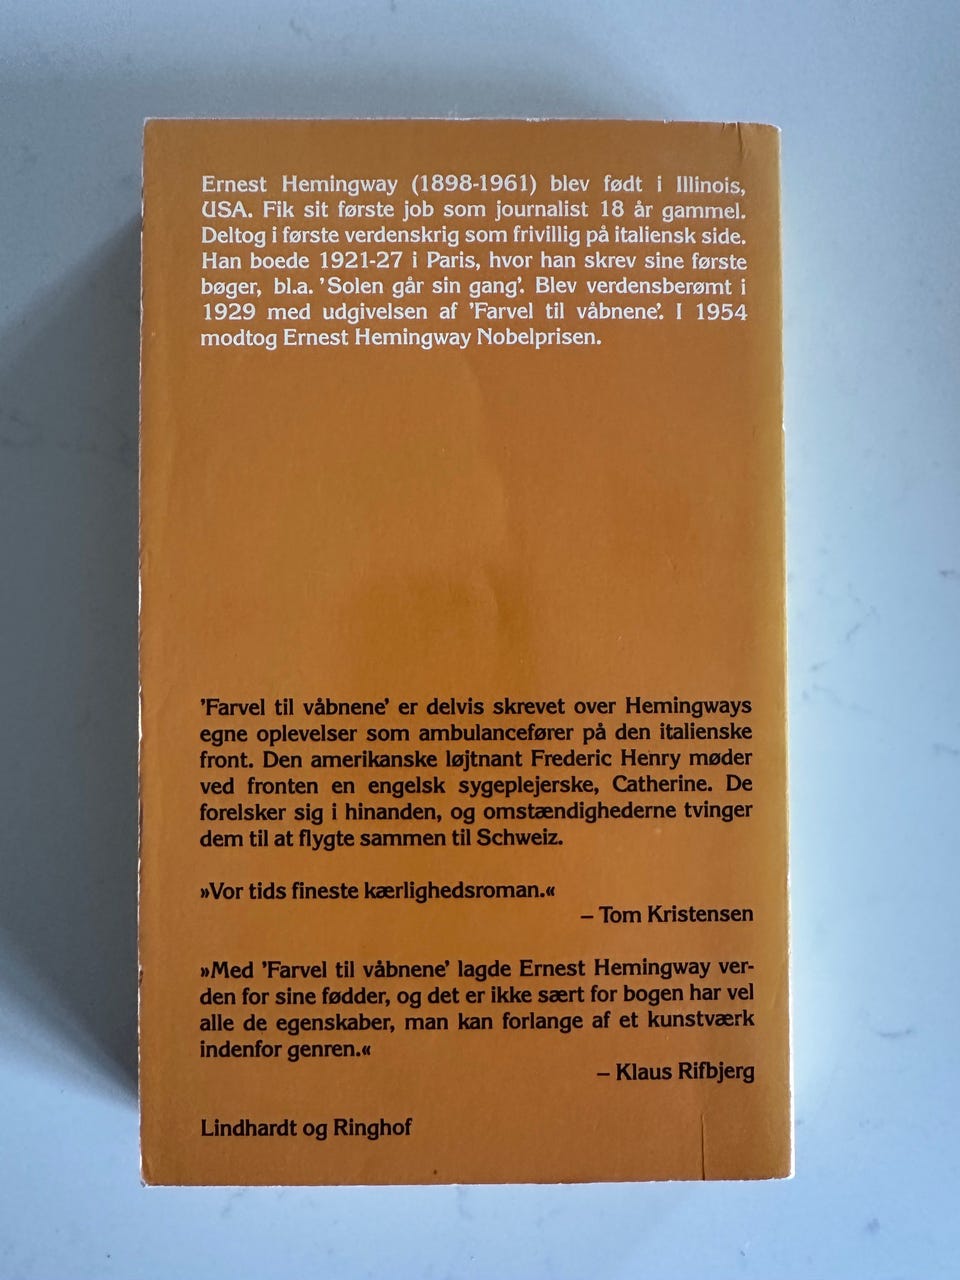 Ernest Hemingway (1898-1961) blev født i Illinois,
USA. Fik sit første job som journalist 18 år gammel.
Deltog i første verdenskrig som frivillig på italiensk side.
Han boede 1921-27 i Paris, hvor han skrev sine første
bøger, bl.a. 'Solen går sin gang'. Blev verdensberømt i
1929 med udgivelsen af 'Farvel til våbnene'. I 1954
modtog Ernest Hemingway Nobelprisen.
'Farvel til våbnene' er delvis skrevet over Hemingways
egne oplevelser som ambulancefører på den italienske
front. Den amerikanske løjtnant Frederic Henry møder
ved fronten en engelsk sygeplejerske, Catherine. De
forelsker sig i hinanden, og omstændighederne tvinger
dem til at flygte sammen til Schweiz.
»Vor tids fineste kærlighedsroman.«
– Tom Kristensen
»Med 'Farvel til våbnene' lagde Ernest Hemingway ver-
den for sine fødder, og det er ikke sært for bogen har vel
alle de egenskaber, man kan forlange af et kunstværk
indenfor genren.«
– Klaus Rifbjerg
Lindhardt og Ringhof